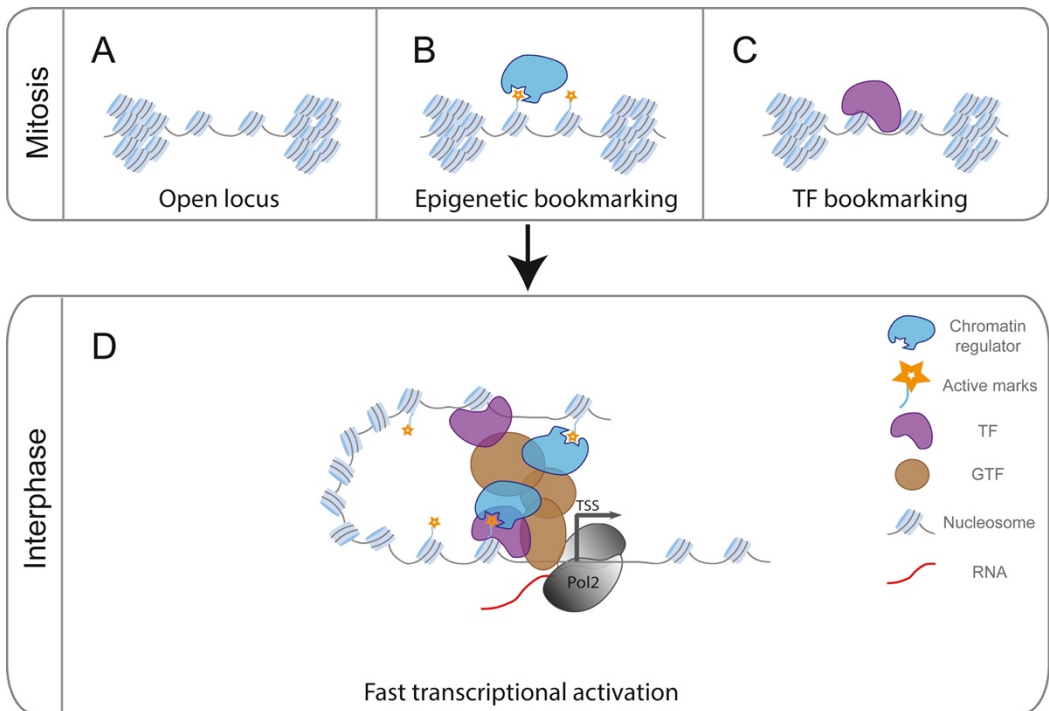 Mitosis
A
Open locus
B
Epigenetic bookmarking
C
TF bookmarking
Interphase
D
TSS
Pol2
Fast transcriptional activation
Chromatin
regulator
Active marks
TF
GTF
Nucleosome
RNA